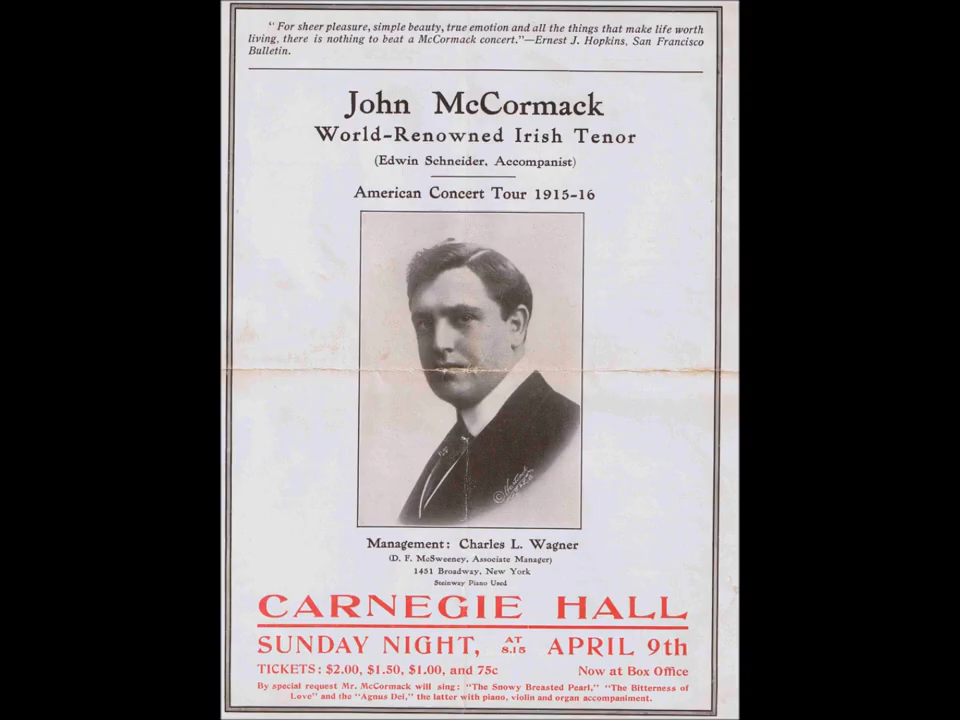 " For sheer pleasure, simple beauty, true emotion and all the things that make life worth
living, there is nothing to beat a McCormack concert."—Ernest J. Hopkins, San Francisco
Bulletin.
John McCormack
World-Renowned Irish Tenor
(Edwin Schneider, Accompanist)
American Concert Tour 1915-16
Management: Charles L. Wagner
(D. F. McSweeney, Associate Manager)
1451 Broadway, New York
Steinway Piano Used
CARNEGIE HALL
SUNDAY NIGHT, AT 8.15 APRIL 9th
TICKETS: $2.00, $1.50, $1.00, and 75c Now at Box Office
By special request Mr. McCormack will sing: "The Snowy Breasted Pearl," "The Bitterness of
Love" and the "Agnus Dei," the latter with piano, violin and organ accompaniment.